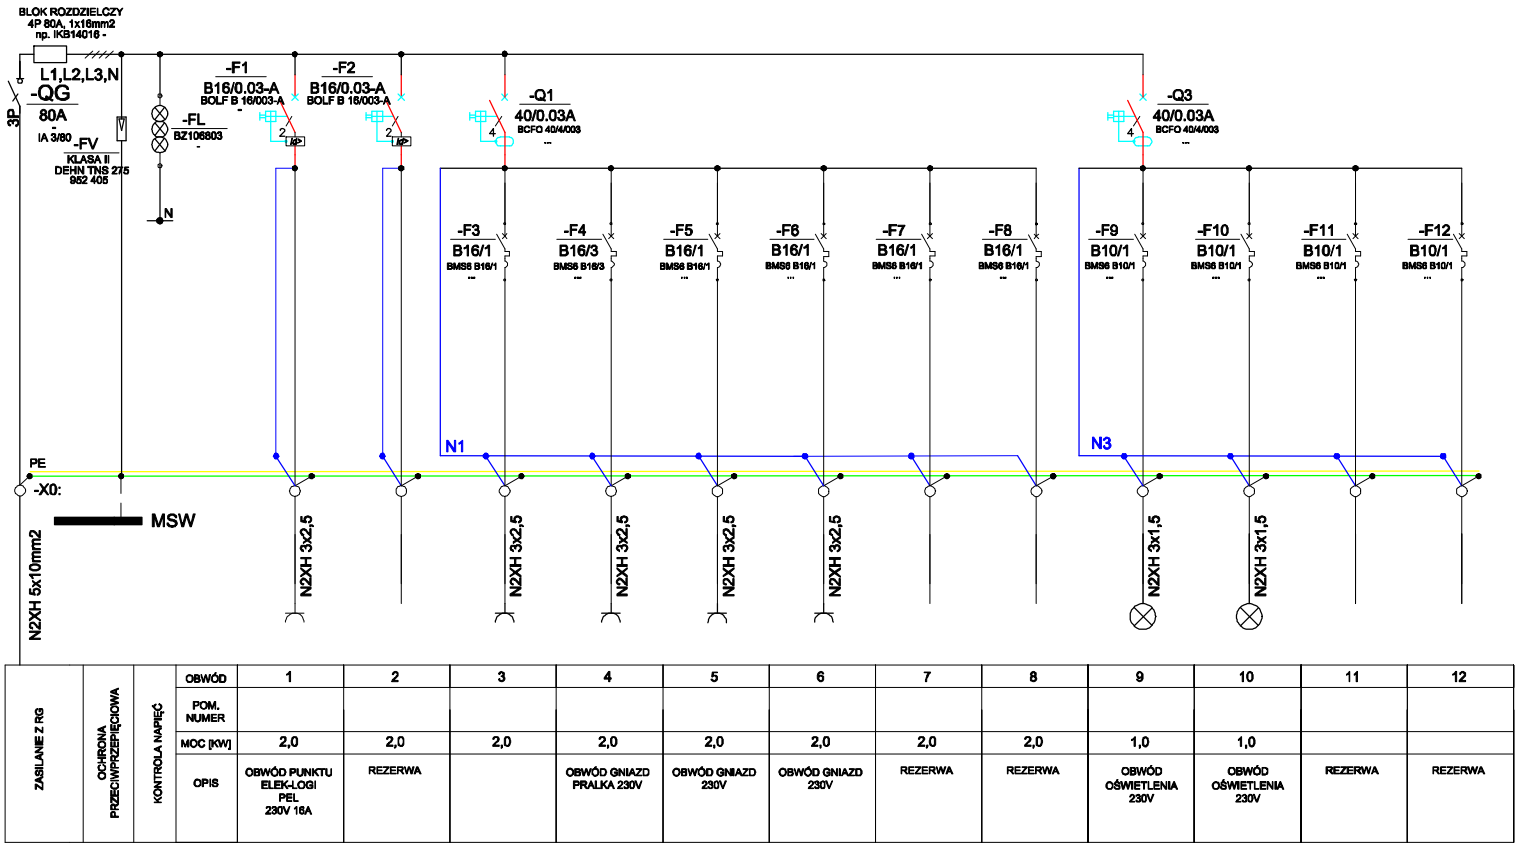 BLOK ROZDZIELCZY
4P 80A, 1x16mm2
np. IKB14016 -
L1,L2,L3,N
-QG
80A
-
IA 3/80
3P
-FV
KLASA II
DEHN TNS 275
952 405
-FL
BZ106803
-
N
-F1
B16/0.03-A
BOLF B 16/003-A
-
2
-F2
B16/0.03-A
BOLF B 16/003-A
2
-Q1
40/0.03A
BCFO 40/4/003
...
4
-Q3
40/0.03A
BCFO 40/4/003
...
4
-F3
B16/1
BMS6 B16/1
...
-F4
B16/3
BMS6 B16/3
...
-F5
B16/1
BMS6 B16/1
...
-F6
B16/1
BMS6 B16/1
...
-F7
B16/1
BMS6 B16/1
...
-F8
B16/1
BMS6 B16/1
...
-F9
B10/1
BMS6 B10/1
...
-F10
B10/1
BMS6 B10/1
...
-F11
B10/1
BMS6 B10/1
...
-F12
B10/1
BMS6 B10/1
...
N1
N3
PE
-X0:
MSW
N2XH 5x10mm2
N2XH 3x2,5
N2XH 3x2,5
N2XH 3x2,5
N2XH 3x2,5
N2XH 3x2,5
N2XH 3x1,5
N2XH 3x1,5
ZASILANIE Z RG
OCHRONA
PRZECIWPRZEPIĘCIOWA
KONTROLA NAPIĘĆ
OBWÓD 1 2 3 4 5 6 7 8 9 10 11 12
POM.
NUMER
MOC [KW] 2,0 2,0 2,0 2,0 2,0 2,0 2,0 2,0 1,0 1,0
OPIS
OBWÓD PUNKTU
ELEK-LOGI
PEL
230V 16A
REZERWA
OBWÓD GNIAZD
PRALKA 230V
OBWÓD GNIAZD
230V
OBWÓD GNIAZD
230V
REZERWA
REZERWA
OBWÓD
OŚWIETLENIA
230V
OBWÓD
OŚWIETLENIA
230V
REZERWA
REZERWA